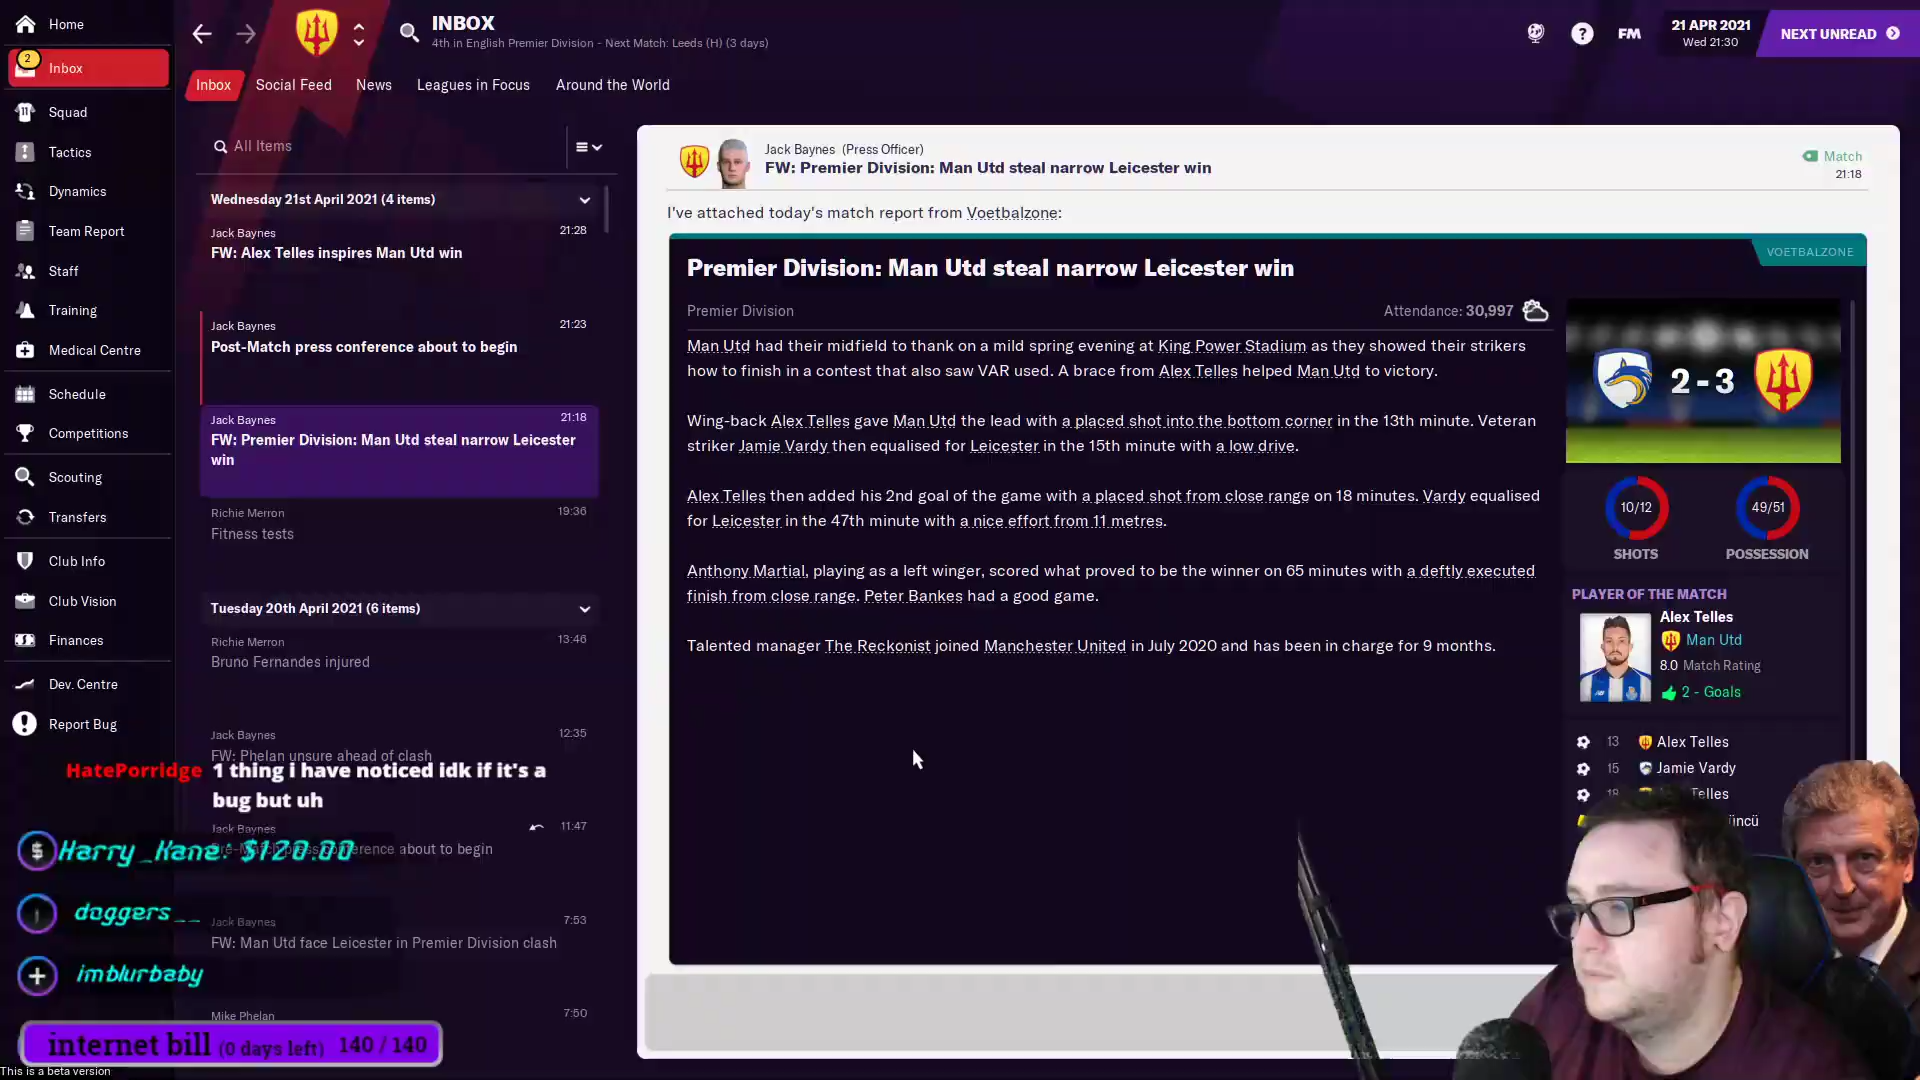 Home
2
Inbox
Squad
Tactics
Dynamics
Team Report
Staff
Training
Medical Centre
Schedule
Competitions
Scouting
Transfers
Club Info
Club Vision
Finances
Dev. Centre
Report Bug
INBOX
4th in English Premier Division - Next Match: Leeds (H) (3 days)
? FM
21 APR 2021
Wed 21:30
NEXT UNREAD
Inbox Social Feed News Leagues in Focus Around the World
All Items
Wednesday 21st April 2021 (4 items)
Jack Baynes 21:28
FW: Alex Telles inspires Man Utd win
Jack Baynes 21:23
Post-Match press conference about to begin
Jack Baynes 21:18
FW: Premier Division: Man Utd steal narrow Leicester
win
Richie Merron 19:36
Fitness tests
Tuesday 20th April 2021 (6 items)
Richie Merron 13:46
Bruno Fernandes injured
Jack Baynes 12:35
FW: Phelan unsure ahead of clash
Jack Baynes 11:47
Pre-Match press conference about to begin
Jack Baynes 7:53
FW: Man Utd face Leicester in Premier Division clash
Mike Phelan 7:50
HatePorridge 1 thing i have noticed idk if it's a
bug but uh
$ Harry_Kane: $120.00
daggers__
imblurbaby
internet bill (0 days left) 140 / 140
This is a beta version
Jack Baynes (Press Officer)
FW: Premier Division: Man Utd steal narrow Leicester win
Match
21:18
I've attached today's match report from Voetbalzone:
VOETBALZONE
Premier Division: Man Utd steal narrow Leicester win
Premier Division Attendance: 30,997
Man Utd had their midfield to thank on a mild spring evening at King Power Stadium as they showed their strikers
how to finish in a contest that also saw VAR used. A brace from Alex Telles helped Man Utd to victory.
Wing-back Alex Telles gave Man Utd the lead with a placed shot into the bottom corner in the 13th minute. Veteran
striker Jamie Vardy then equalised for Leicester in the 15th minute with a low drive.
Alex Telles then added his 2nd goal of the game with a placed shot from close range on 18 minutes. Vardy equalised
for Leicester in the 47th minute with a nice effort from 11 metres.
Anthony Martial, playing as a left winger, scored what proved to be the winner on 65 minutes with a deftly executed
finish from close range. Peter Bankes had a good game.
Talented manager The Reckonist joined Manchester United in July 2020 and has been in charge for 9 months.
2 - 3
10/12 49/51
SHOTS POSSESSION
PLAYER OF THE MATCH
Alex Telles
Man Utd
8.0 Match Rating
2 - Goals
13 Alex Telles
15 Jamie Vardy
18 Telles